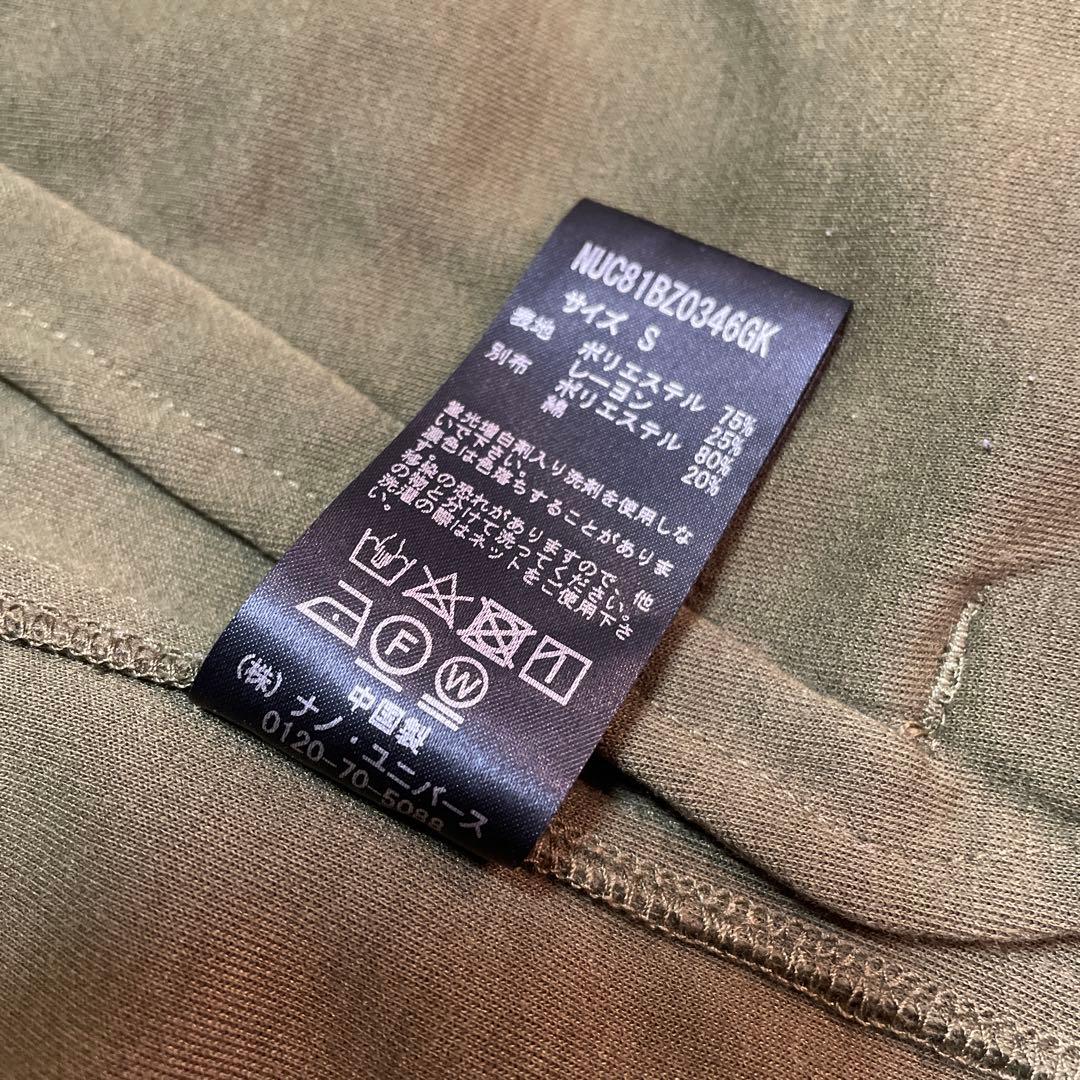 NUC81BZ0346GK
サイズ S
表地 ポリエステル 75%
レーヨン 25%
別布 ポリエステル 80%
綿 20%
蛍光増白剤入り洗剤を使用しな
いで下さい。
濃色は色落ちすることがありま
す。
移染の恐れがありますので、他
の物と分けて洗ってください。
洗濯の際はネットをご使用下さ
い。
F
W
中国製
(株)ナノ・ユニバース
0120-70-5088